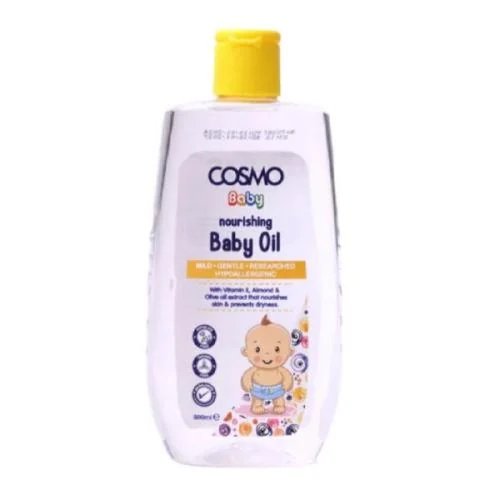 COSMO
Baby
nourishing
Baby Oil
MILD • GENTLE • RESEARCHED
HYPOALLERGENIC
With Vitamin E, Almond &
Olive oil extract that nourishes
skin & prevents dryness.